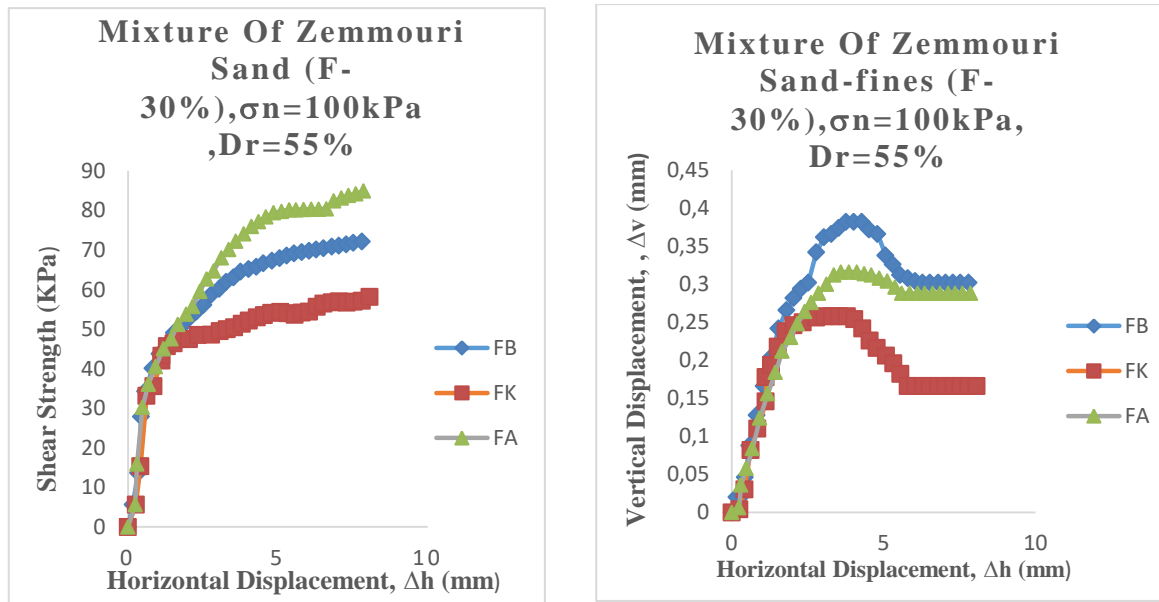 Mixture Of Zemmouri
Sand (F-
30%),σn=100kPa
,Dr=55%
Shear Strength (KPa)
90
80
70
60
50
40
30
20
10
0
0
5
10
Horizontal Displacement, Δh (mm)
FB
FK
FA
Mixture Of Zemmouri
Sand-fines (F-
30%),σn=100kPa,
Dr=55%
Vertical Displacement, , Δv (mm)
0,45
0,4
0,35
0,3
0,25
0,2
0,15
0,1
0,05
0
0
5
10
Horizontal Displacement, Δh (mm)
FB
FK
FA